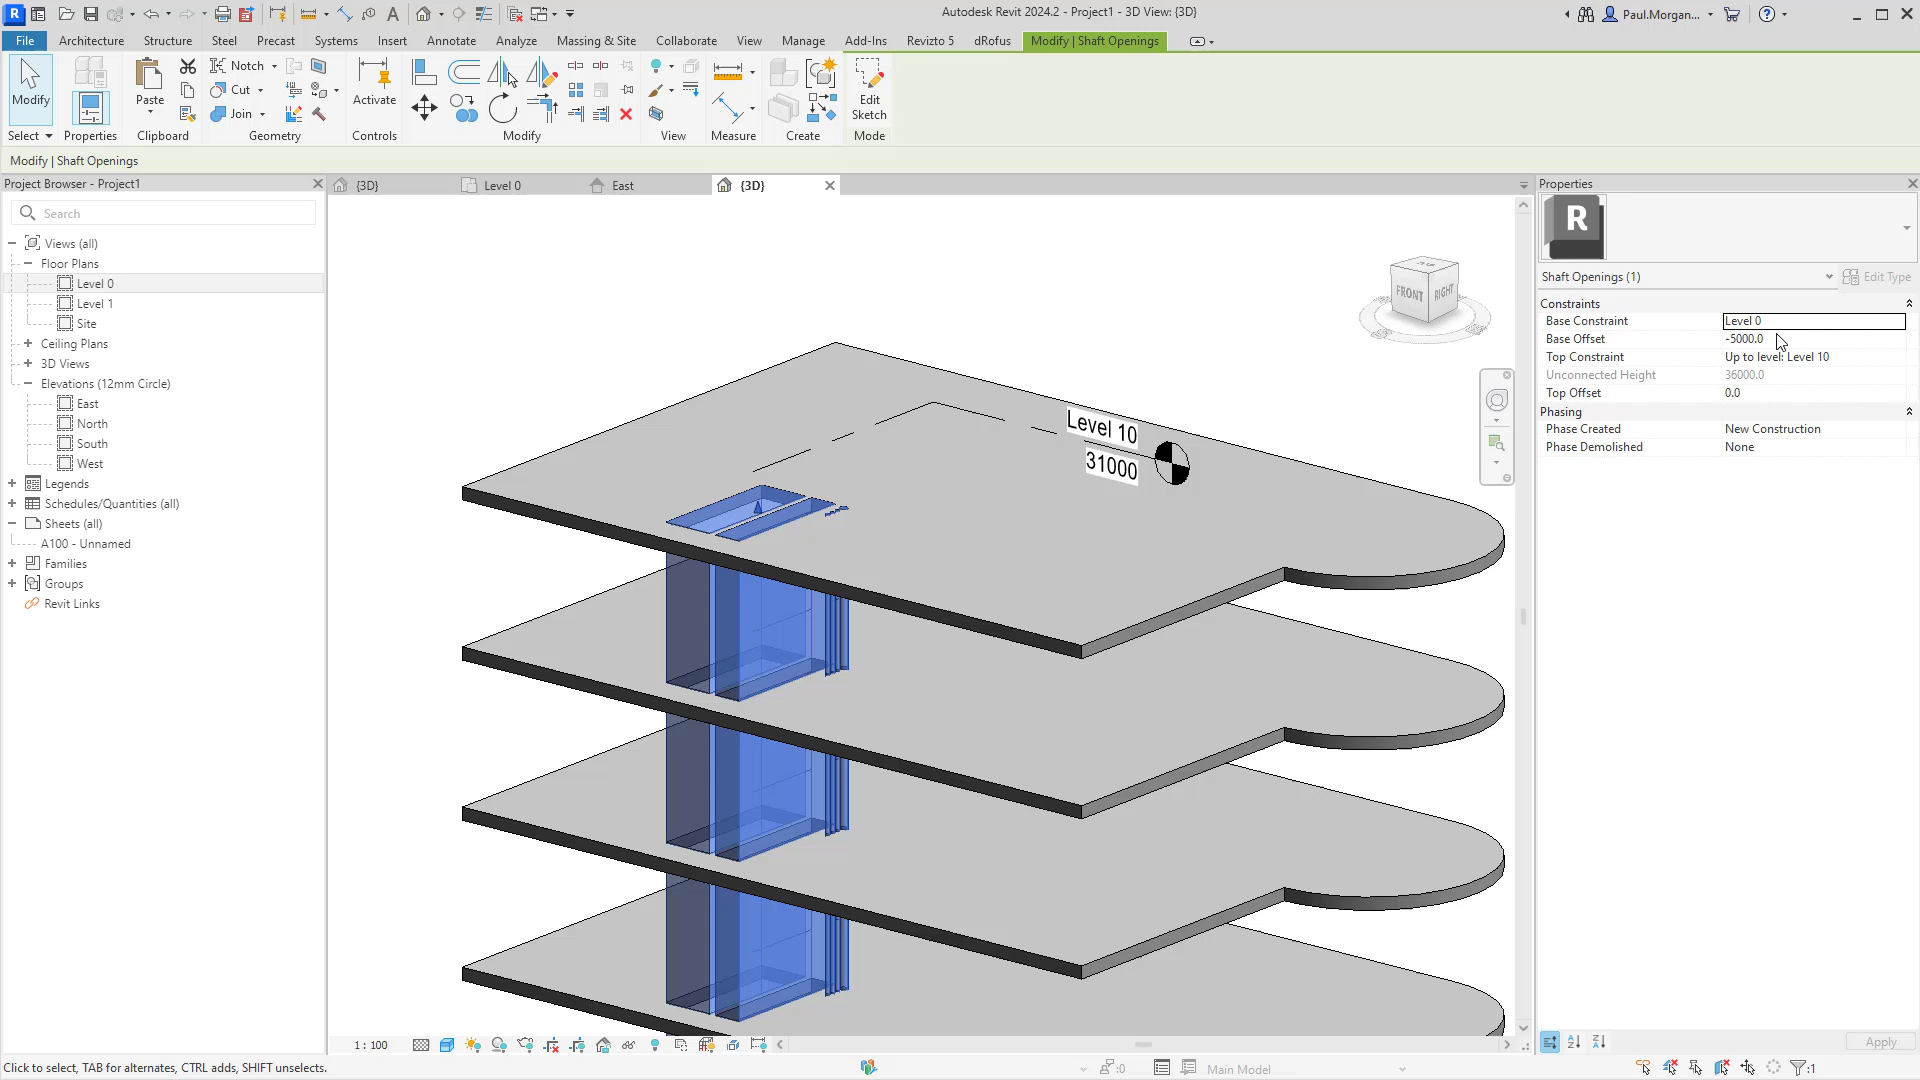 Autodesk Revit 2024.2 - Project1 - 3D View: {3D}
Paul.Morgan...
File
Architecture
Structure
Steel
Precast
Systems
Insert
Annotate
Analyze
Massing & Site
Collaborate
View
Manage
Add-Ins
Revizto 5
dRofus
Modify | Shaft Openings
Modify
Paste
Notch
Cut
Join
Activate
Edit
Sketch
Select
Properties
Clipboard
Geometry
Controls
Modify
View
Measure
Create
Mode
Modify | Shaft Openings
Project Browser - Project1
Search
Views (all)
Floor Plans
Level 0
Level 1
Site
Ceiling Plans
3D Views
Elevations (12mm Circle)
East
North
South
West
Legends
Schedules/Quantities (all)
Sheets (all)
A100 - Unnamed
Families
Groups
Revit Links
{3D}
Level 0
East
{3D}
FRONT
RIGHT
Level 10
31000
Properties
R
Shaft Openings (1)
Edit Type
Constraints
Base Constraint Level 0
Base Offset -5000.0
Top Constraint Up to level: Level 10
Unconnected Height 36000.0
Top Offset 0.0
Phasing
Phase Created New Construction
Phase Demolished None
Apply
1 : 100
Click to select, TAB for alternates, CTRL adds, SHIFT unselects.
:0
Main Model
:1